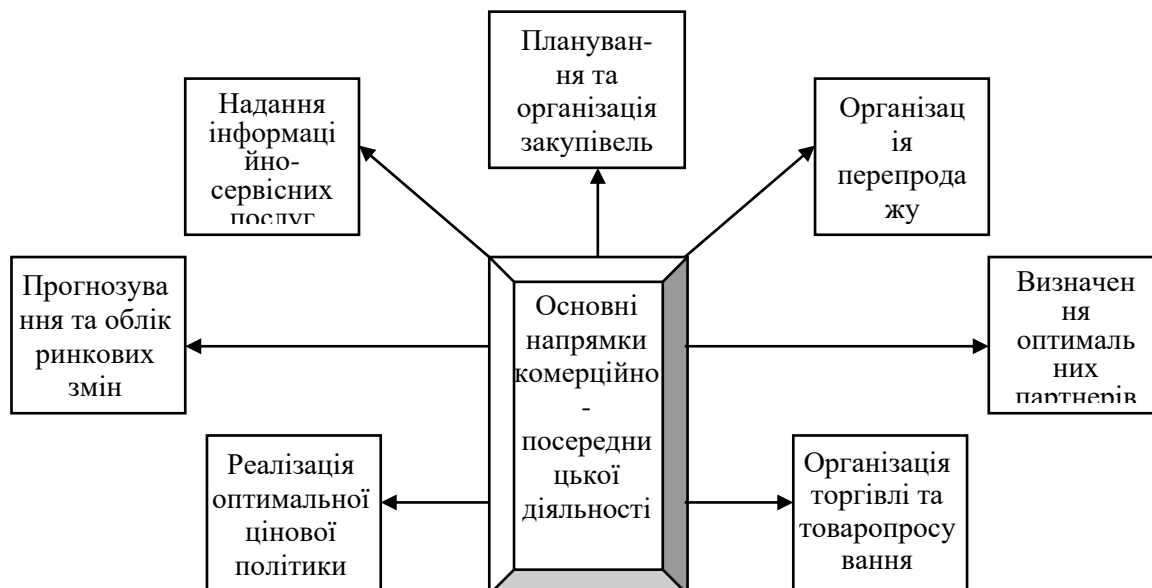 Плануван-
ня та
організація
закупівель
Надання
інформаці
йно-
сервісних
послуг
Організац
ія
перепрода
жу
Прогнозува
ння та облік
ринкових
змін
Основні
напрямки
комерційно
-
посередни
цької
діяльності
Визначен
ня
оптималь
них
партнерів
Реалізація
оптимальної
цінової
політики
Організація
торгівлі та
товаропросу
вання